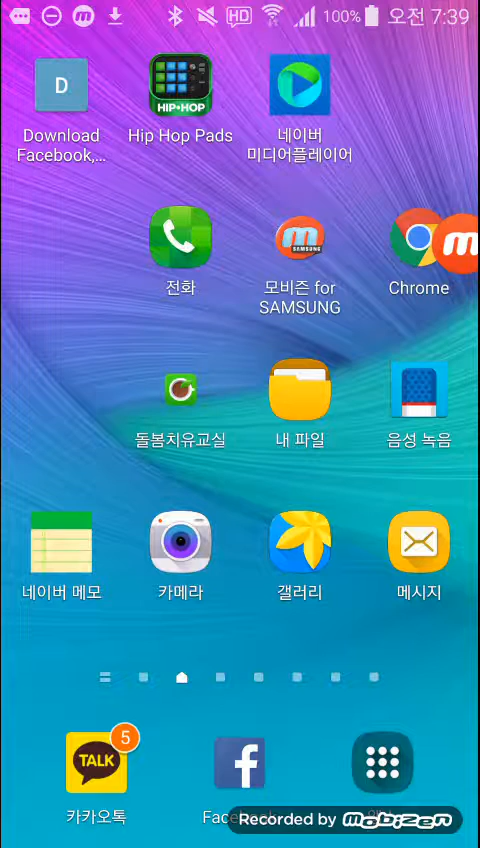 HD 100% 오전 7:39
D
HIP•HOP
Download Facebook,...
Hip Hop Pads
네이버 미디어플레이어
m SAMSUNG
m
전화
모비즌 for SAMSUNG
Chrome
돌봄치유교실
내 파일
음성 녹음
네이버 메모
카메라
갤러리
메시지
TALK 5
f
카카오톡
Recorded by mobizen